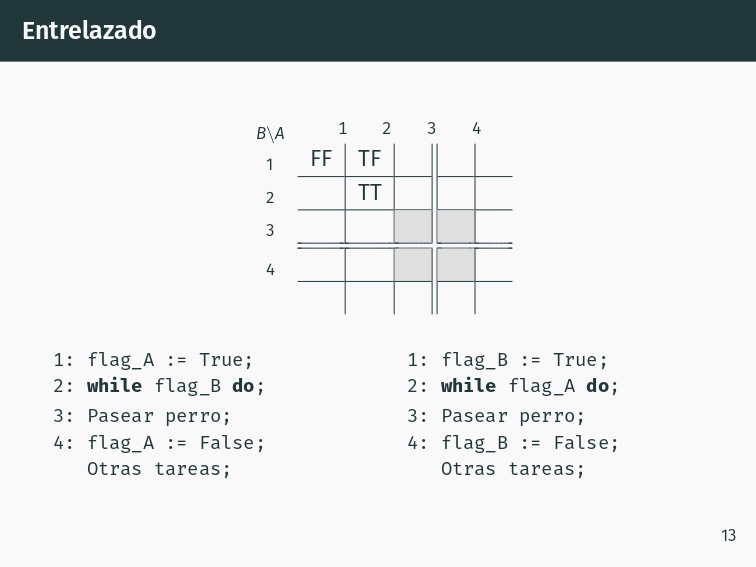 Entrelazado
B\A 1 2 3 4
1 FF TF
2 TT
3
4
1: flag_A := True;
2: while flag_B do;
3: Pasear perro;
4: flag_A := False;
Otras tareas;
1: flag_B := True;
2: while flag_A do;
3: Pasear perro;
4: flag_B := False;
Otras tareas;
13